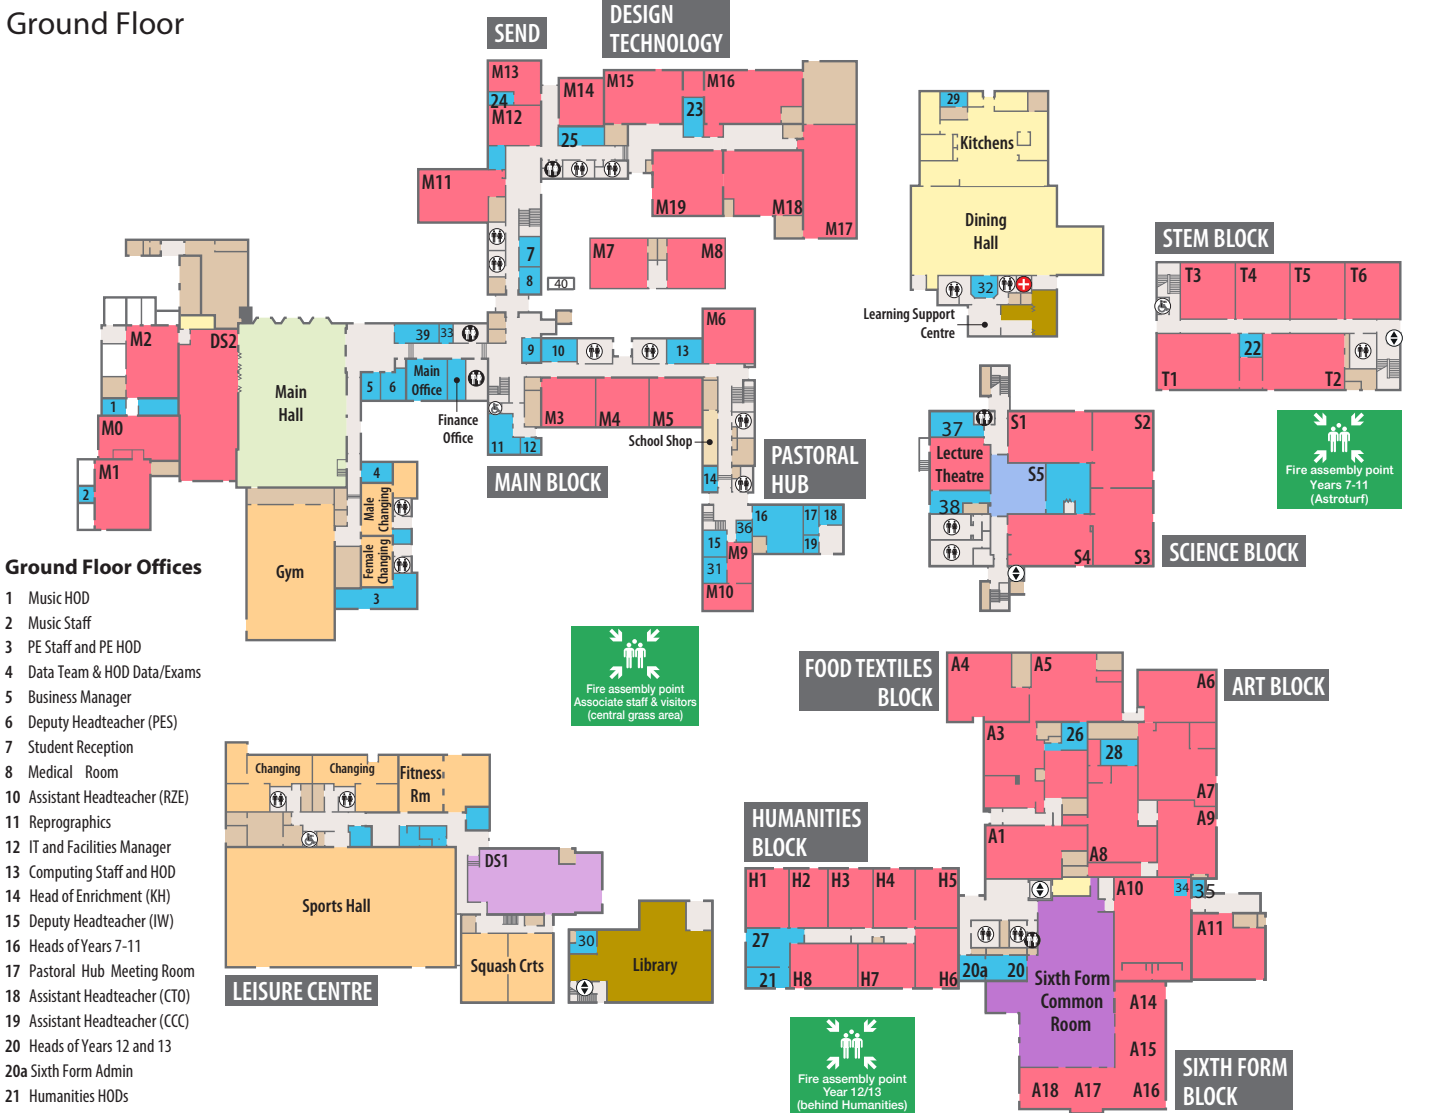 Ground Floor
SEND
DESIGN
TECHNOLOGY
M13
24
M12
M14
M15
M16
23
25
M11
M19
M18
M17
7
8
40
M7
M8
29
Kitchens
Dining
Hall
32
Learning Support
Centre
STEM BLOCK
T3
T4
T5
T6
22
T1
T2
M2
DS2
1
M0
M1
2
Main
Hall
39
33
5
6
Main
Office
Finance
Office
9
10
13
M6
M3
M4
M5
School Shop
11
12
MAIN BLOCK
PASTORAL
HUB
14
16
17
18
19
36
15
M9
31
M10
4
Male
Changing
Female
Changing
3
Gym
37
Lecture
Theatre
38
S1
S2
S5
S4
S3
SCIENCE BLOCK
Fire assembly point
Years 7-11
(Astroturf)
Ground Floor Offices
1 Music HOD
2 Music Staff
3 PE Staff and PE HOD
4 Data Team & HOD Data/Exams
5 Business Manager
6 Deputy Headteacher (PES)
7 Student Reception
8 Medical Room
10 Assistant Headteacher (RZE)
11 Reprographics
12 IT and Facilities Manager
13 Computing Staff and HOD
14 Head of Enrichment (KH)
15 Deputy Headteacher (IW)
16 Heads of Years 7-11
17 Pastoral Hub Meeting Room
18 Assistant Headteacher (CTO)
19 Assistant Headteacher (CCC)
20 Heads of Years 12 and 13
20a Sixth Form Admin
21 Humanities HODs
Fire assembly point
Associate staff & visitors
(central grass area)
Changing
Changing
Fitness
Rm
DS1
Sports Hall
Squash Crts
LEISURE CENTRE
30
Library
FOOD TEXTILES
BLOCK
A4
A5
A6
ART BLOCK
A3
26
28
A7
A9
A1
A8
HUMANITIES
BLOCK
H1
H2
H3
H4
H5
27
21
H8
H7
H6
20a
20
A10
34
35
A11
Sixth Form
Common
Room
A14
A15
A18
A17
A16
SIXTH FORM
BLOCK
Fire assembly point
Year 12/13
(behind Humanities)